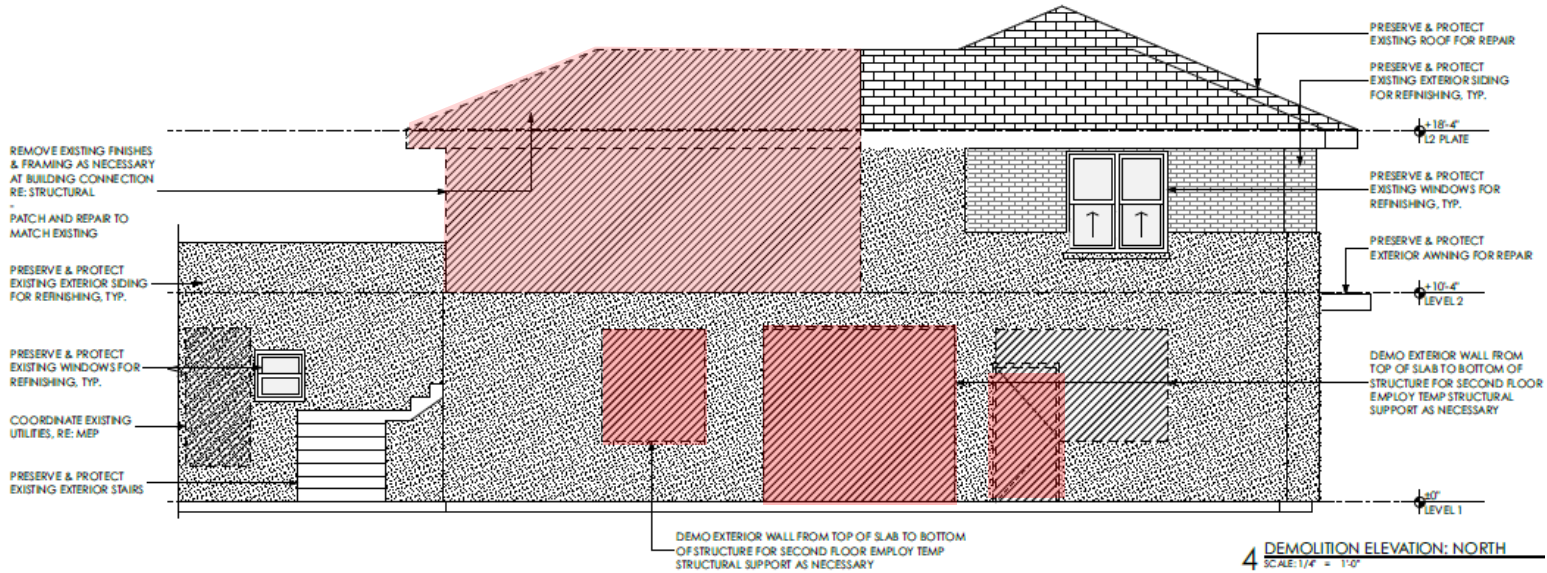 REMOVE EXISTING FINISHES
& FRAMING AS NECESSARY
AT BUILDING CONNECTION
RE: STRUCTURAL
-
PATCH AND REPAIR TO
MATCH EXISTING
PRESERVE & PROTECT
EXISTING EXTERIOR SIDING
FOR REFINISHING, TYP.
PRESERVE & PROTECT
EXISTING WINDOWS FOR
REFINISHING, TYP.
COORDINATE EXISTING
UTILITIES, RE: MEP
PRESERVE & PROTECT
EXISTING EXTERIOR STAIRS
DEMO EXTERIOR WALL FROM TOP OF SLAB TO BOTTOM
OF STRUCTURE FOR SECOND FLOOR EMPLOY TEMP
STRUCTURAL SUPPORT AS NECESSARY
PRESERVE & PROTECT
EXISTING ROOF FOR REPAIR
PRESERVE & PROTECT
EXISTING EXTERIOR SIDING
FOR REFINISHING, TYP.
+18'-4"
L2 PLATE
PRESERVE & PROTECT
EXISTING WINDOWS FOR
REFINISHING, TYP.
PRESERVE & PROTECT
EXTERIOR AWNING FOR REPAIR
+10'-4"
LEVEL 2
DEMO EXTERIOR WALL FROM
TOP OF SLAB TO BOTTOM OF
STRUCTURE FOR SECOND FLOOR
EMPLOY TEMP STRUCTURAL
SUPPORT AS NECESSARY
±0"
LEVEL 1
4 DEMOLITION ELEVATION: NORTH
SCALE: 1/4" = 1'-0"